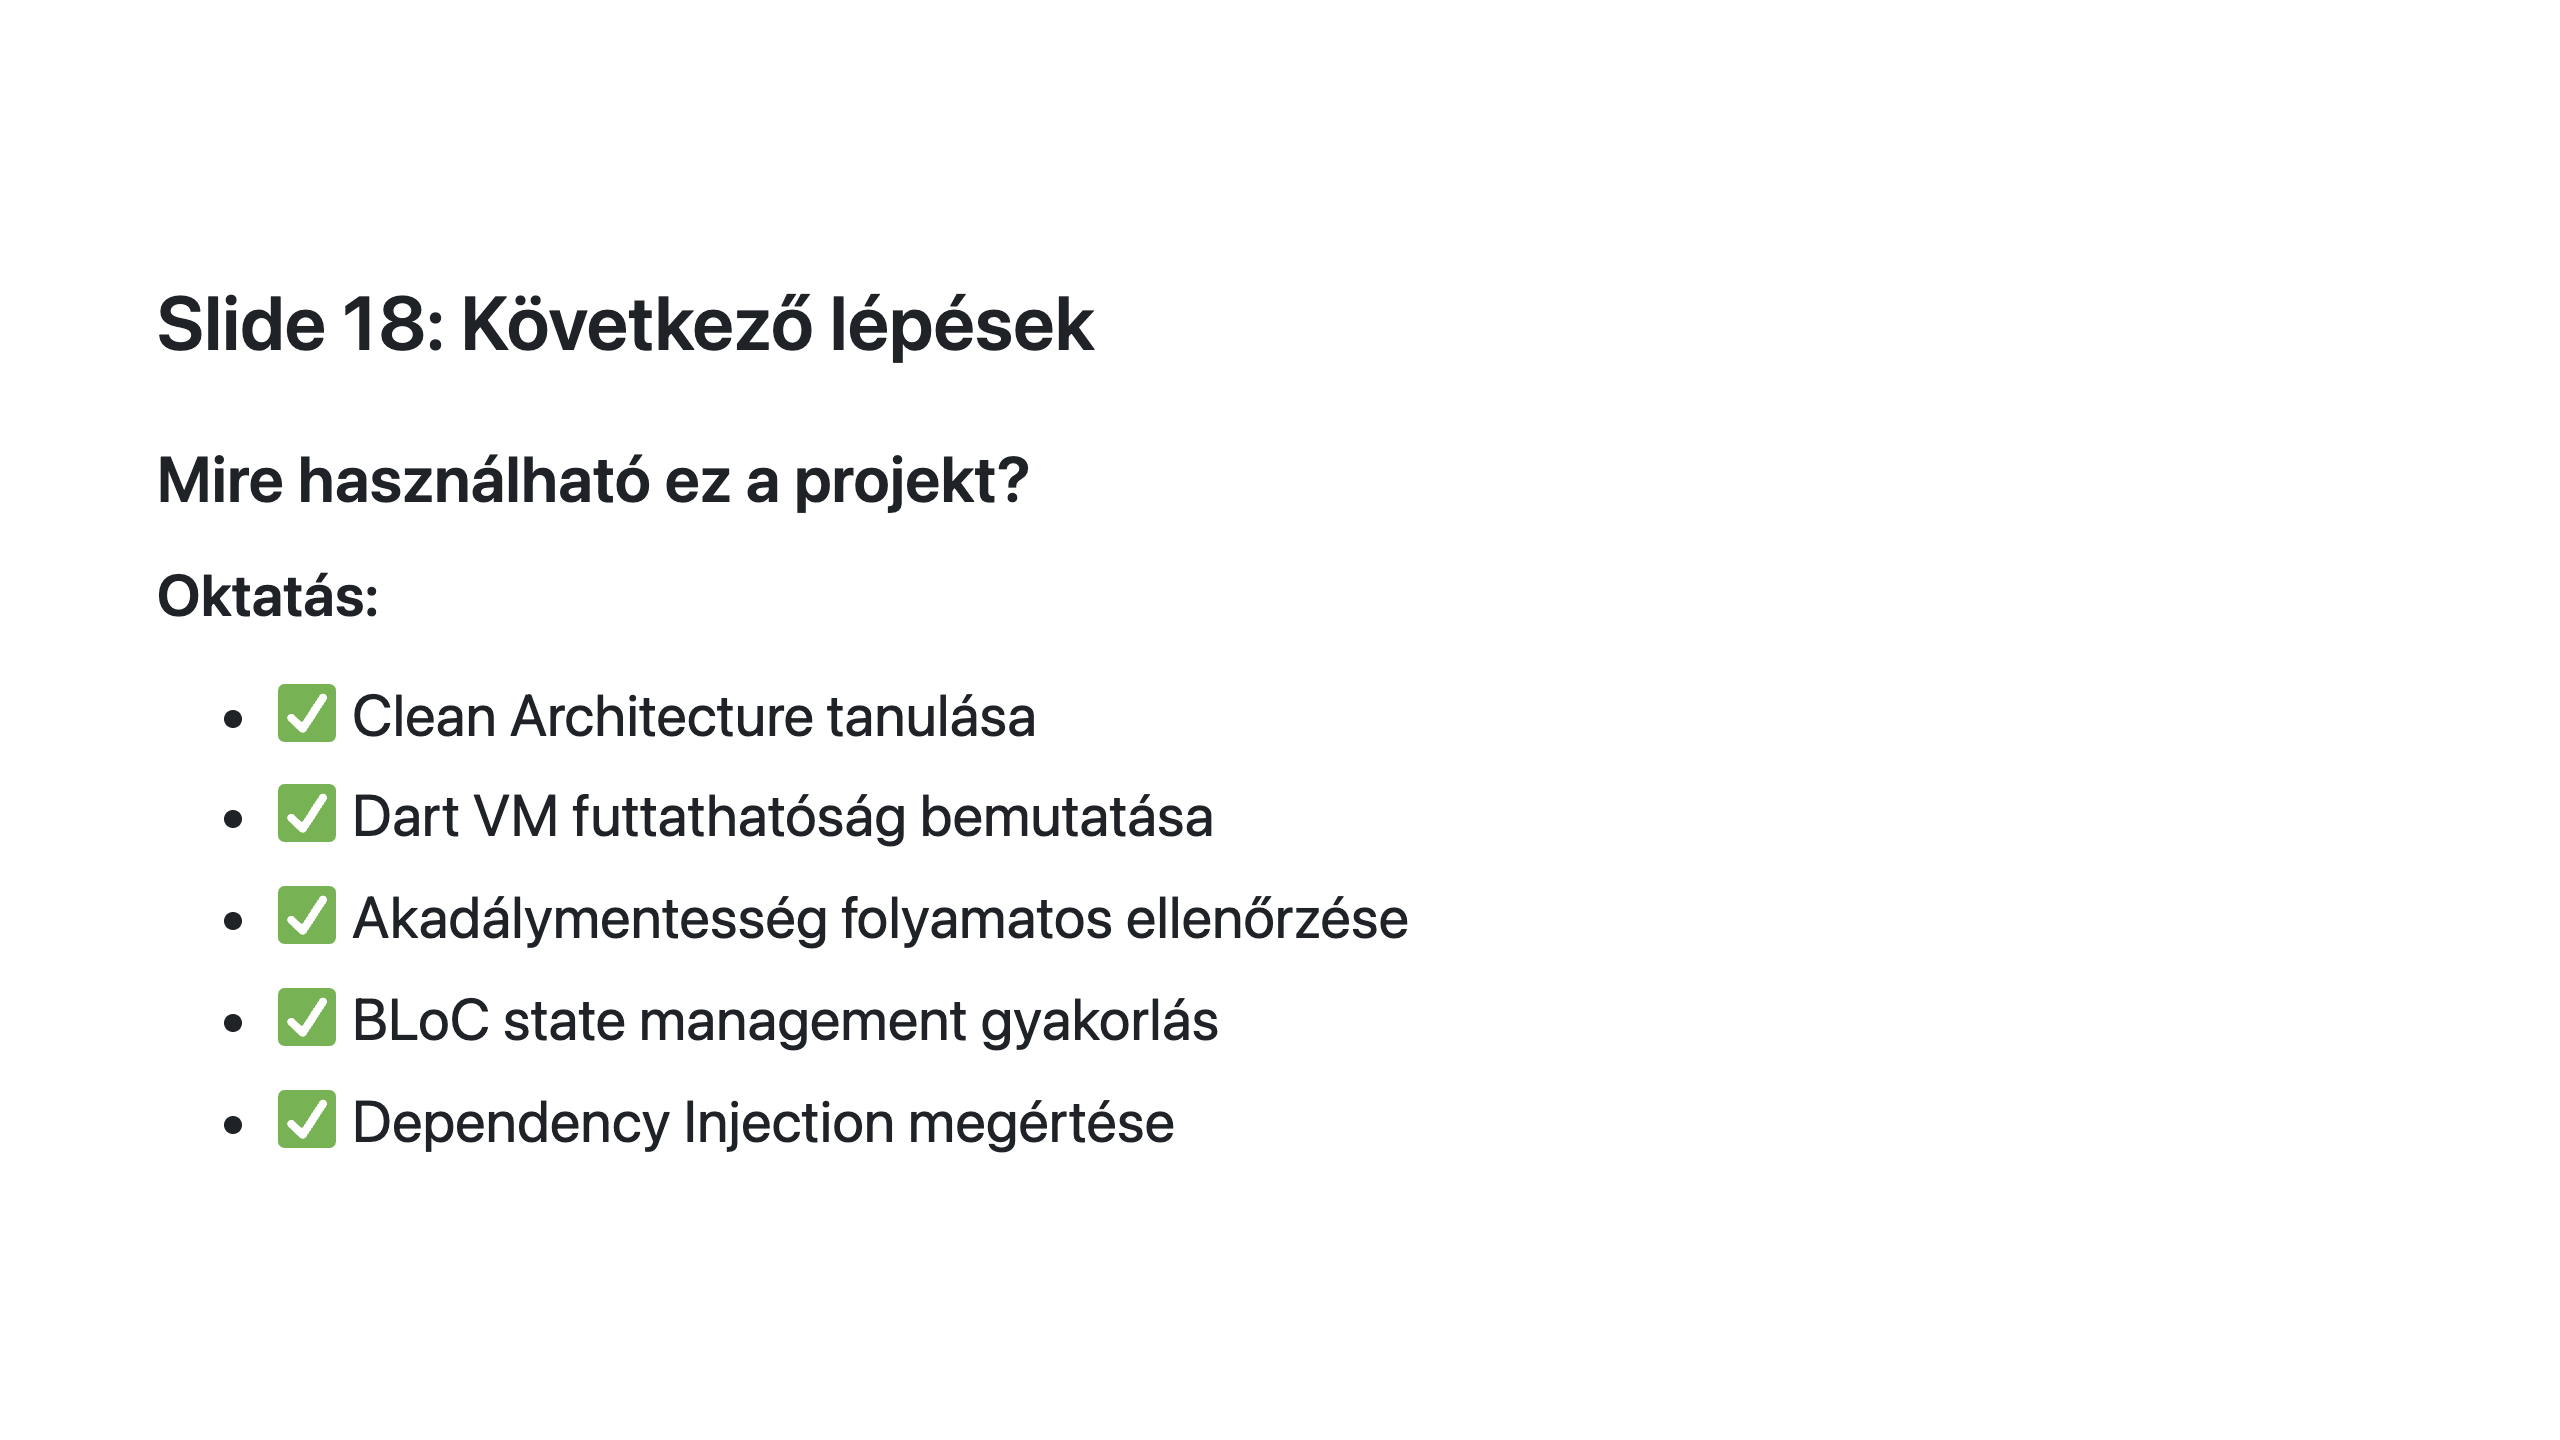 Slide 18: Következő lépések
Mire használható ez a projekt?
Oktatás:
• ✅ Clean Architecture tanulása
• ✅ Dart VM futtathatóság bemutatása
• ✅ Akadálymentesség folyamatos ellenőrzése
• ✅ BLoC state management gyakorlás
• ✅ Dependency Injection megértése